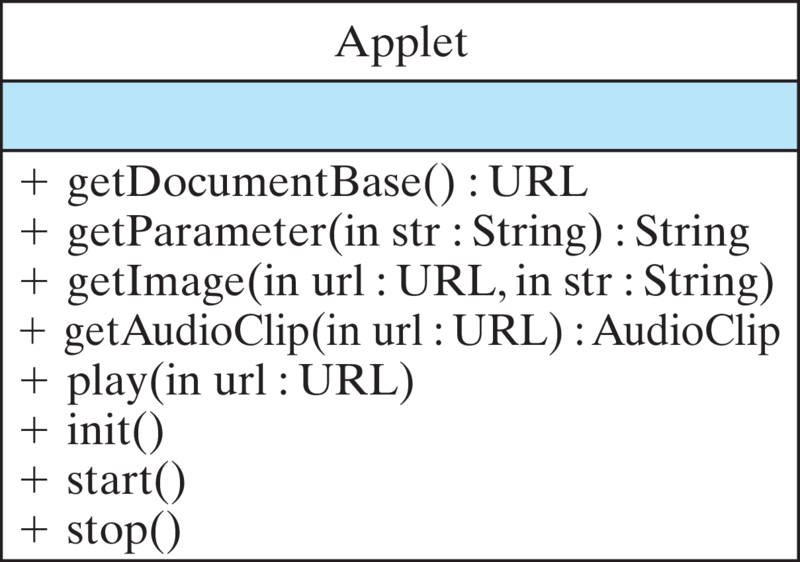 Applet
+ getDocumentBase() : URL
+ getParameter(in str : String) : String
+ getImage(in url : URL, in str : String)
+ getAudioClip(in url : URL) : AudioClip
+ play(in url : URL)
+ init()
+ start()
+ stop()